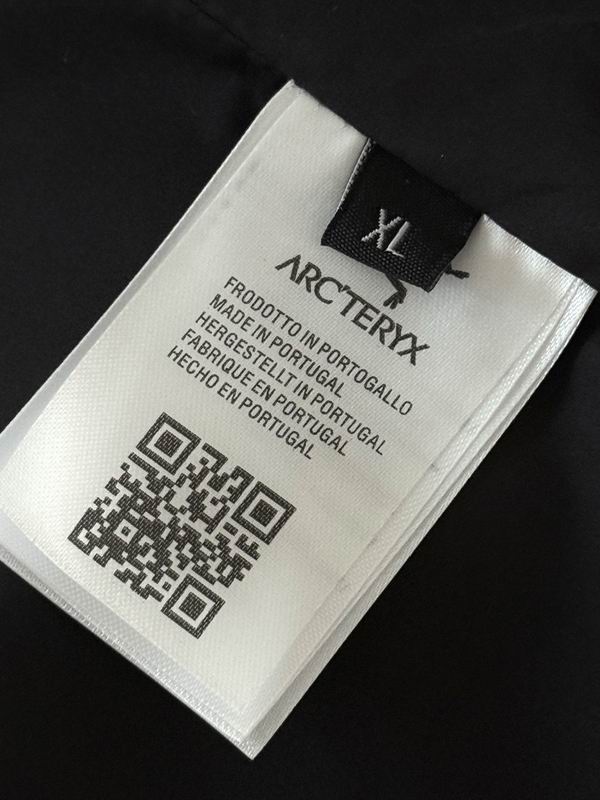 XL
ARC'TERYX
FRODOTTO IN PORTOGALLO
MADE IN PORTUGAL
HERGESTELLT IN PORTUGAL
FABRIQUE EN PORTUGAL
HECHO EN PORTUGAL